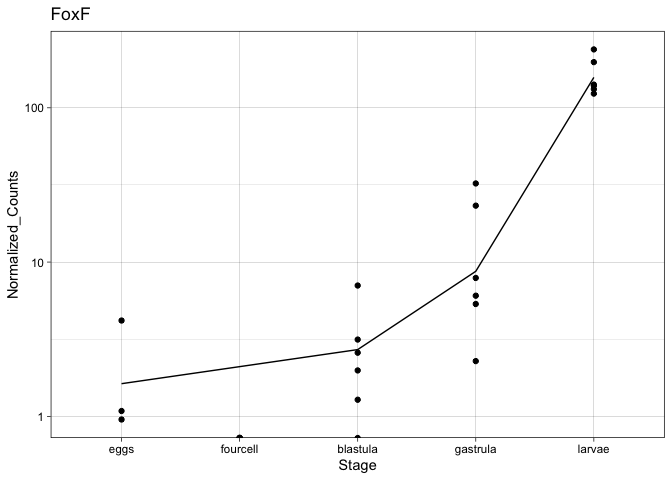 FoxF
Normalized_Counts
100
10
1
eggs fourcell blastula gastrula larvae
Stage